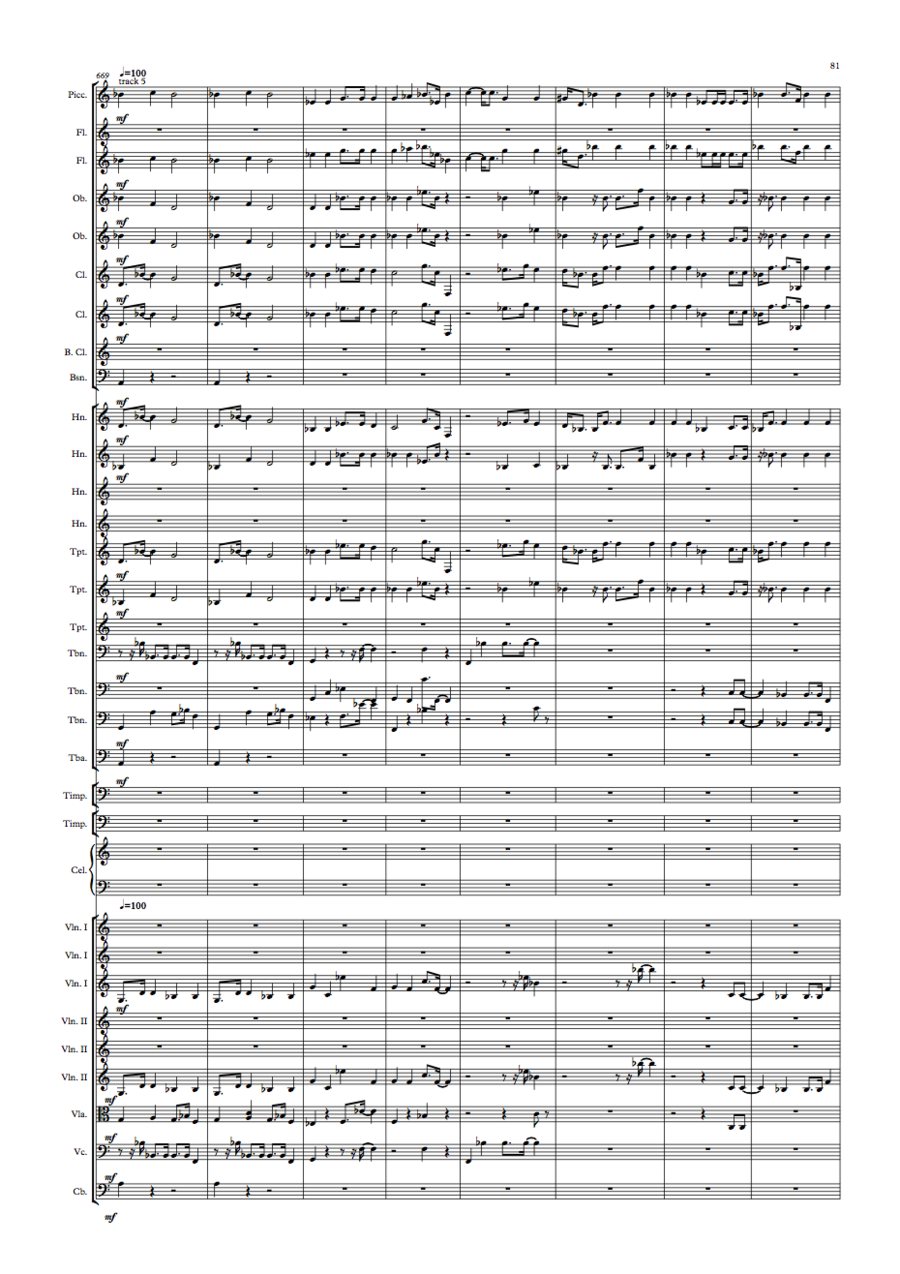 81
669
♩=100
track 5
Picc.
mf
Fl.
Fl.
mf
Ob.
mf
Ob.
mf
Cl.
mf
Cl.
mf
B. Cl.
Bsn.
mf
Hn.
mf
Hn.
mf
Hn.
Hn.
Tpt.
mf
Tpt.
mf
Tpt.
Tbn.
mf
Tbn.
Tbn.
mf
Tba.
mf
Timp.
Timp.
Cel.
♩=100
Vln. I
Vln. I
Vln. I
mf
Vln. II
Vln. II
Vln. II
mf
Vla.
mf
Vc.
mf
Cb.
mf